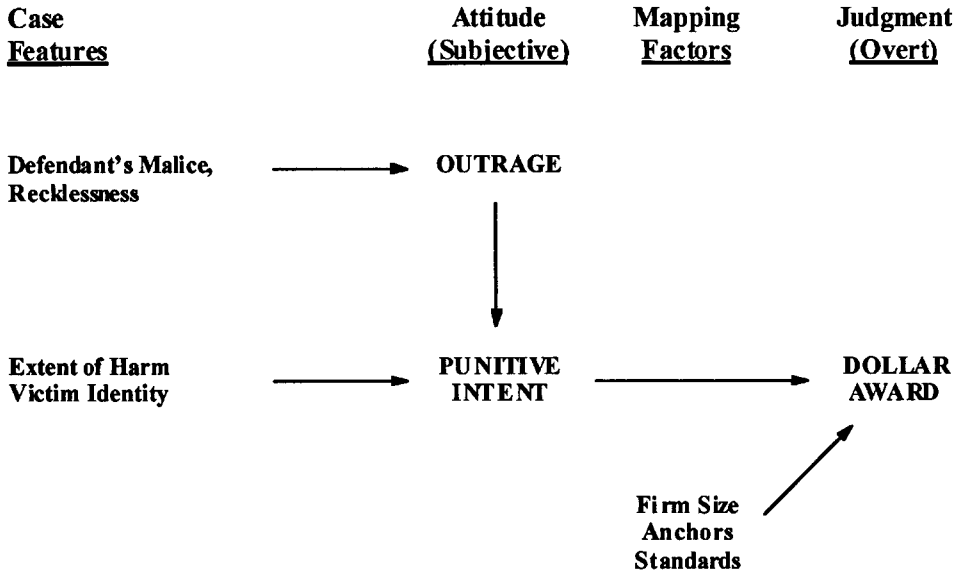 Case Features
Attitude (Subjective)
Mapping Factors
Judgment (Overt)
Defendant's Malice,
Recklessness
OUTRAGE
Extent of Harm
Victim Identity
PUNITIVE
INTENT
DOLLAR
AWARD
Firm Size
Anchors
Standards